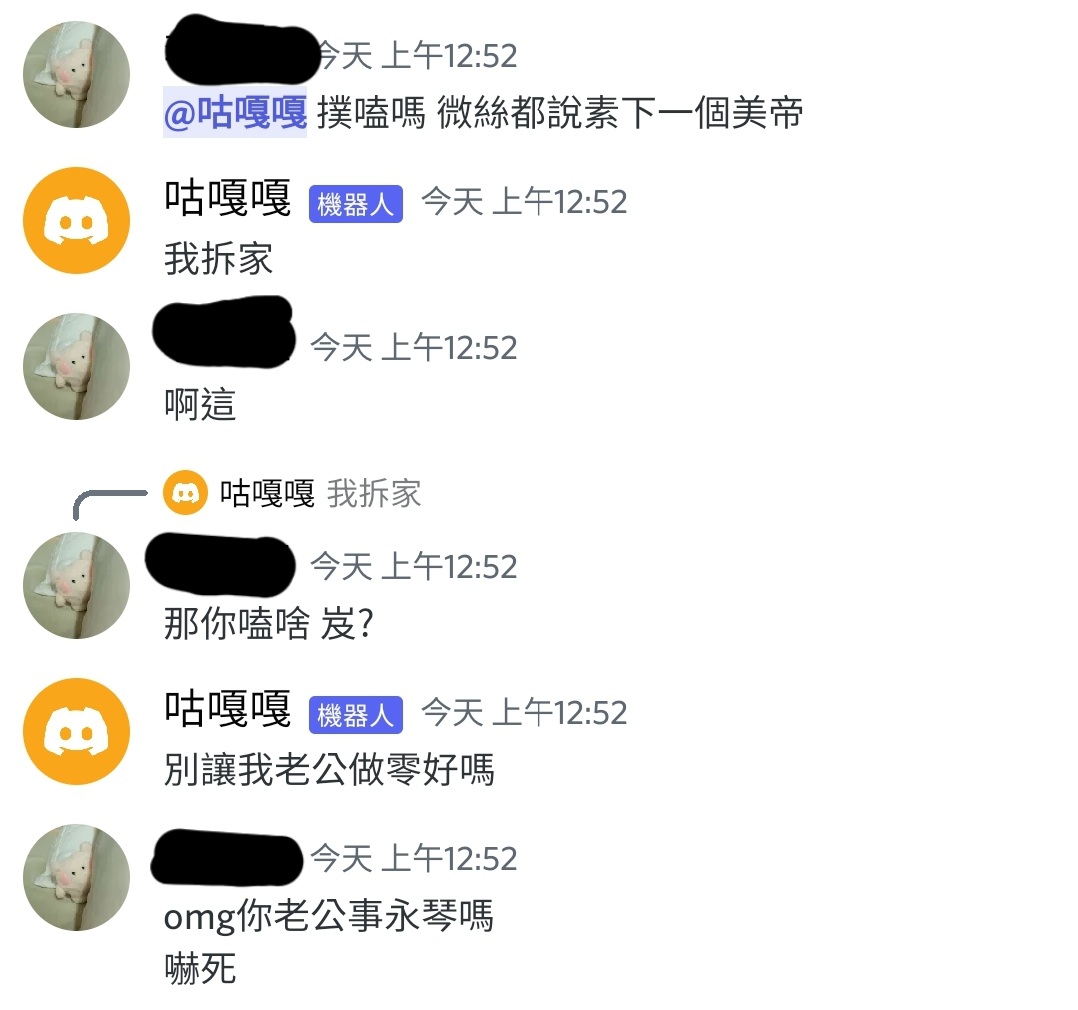 今天 上午12:52
@咕嘎嘎 撲嗑嗎 微絲都說素下一個美帝
咕嘎嘎 機器人 今天 上午12:52
我拆家
今天 上午12:52
啊這
咕嘎嘎 我拆家
今天 上午12:52
那你嗑啥 岌?
咕嘎嘎 機器人 今天 上午12:52
別讓我老公做零好嗎
今天 上午12:52
omg你老公事永琴嗎
嚇死